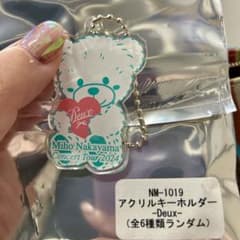 Deux
Miho Nakayama
Concert Tour 2024
NM-1019
アクリルキーホルダー
-Deux-
(全6種類ランダム)